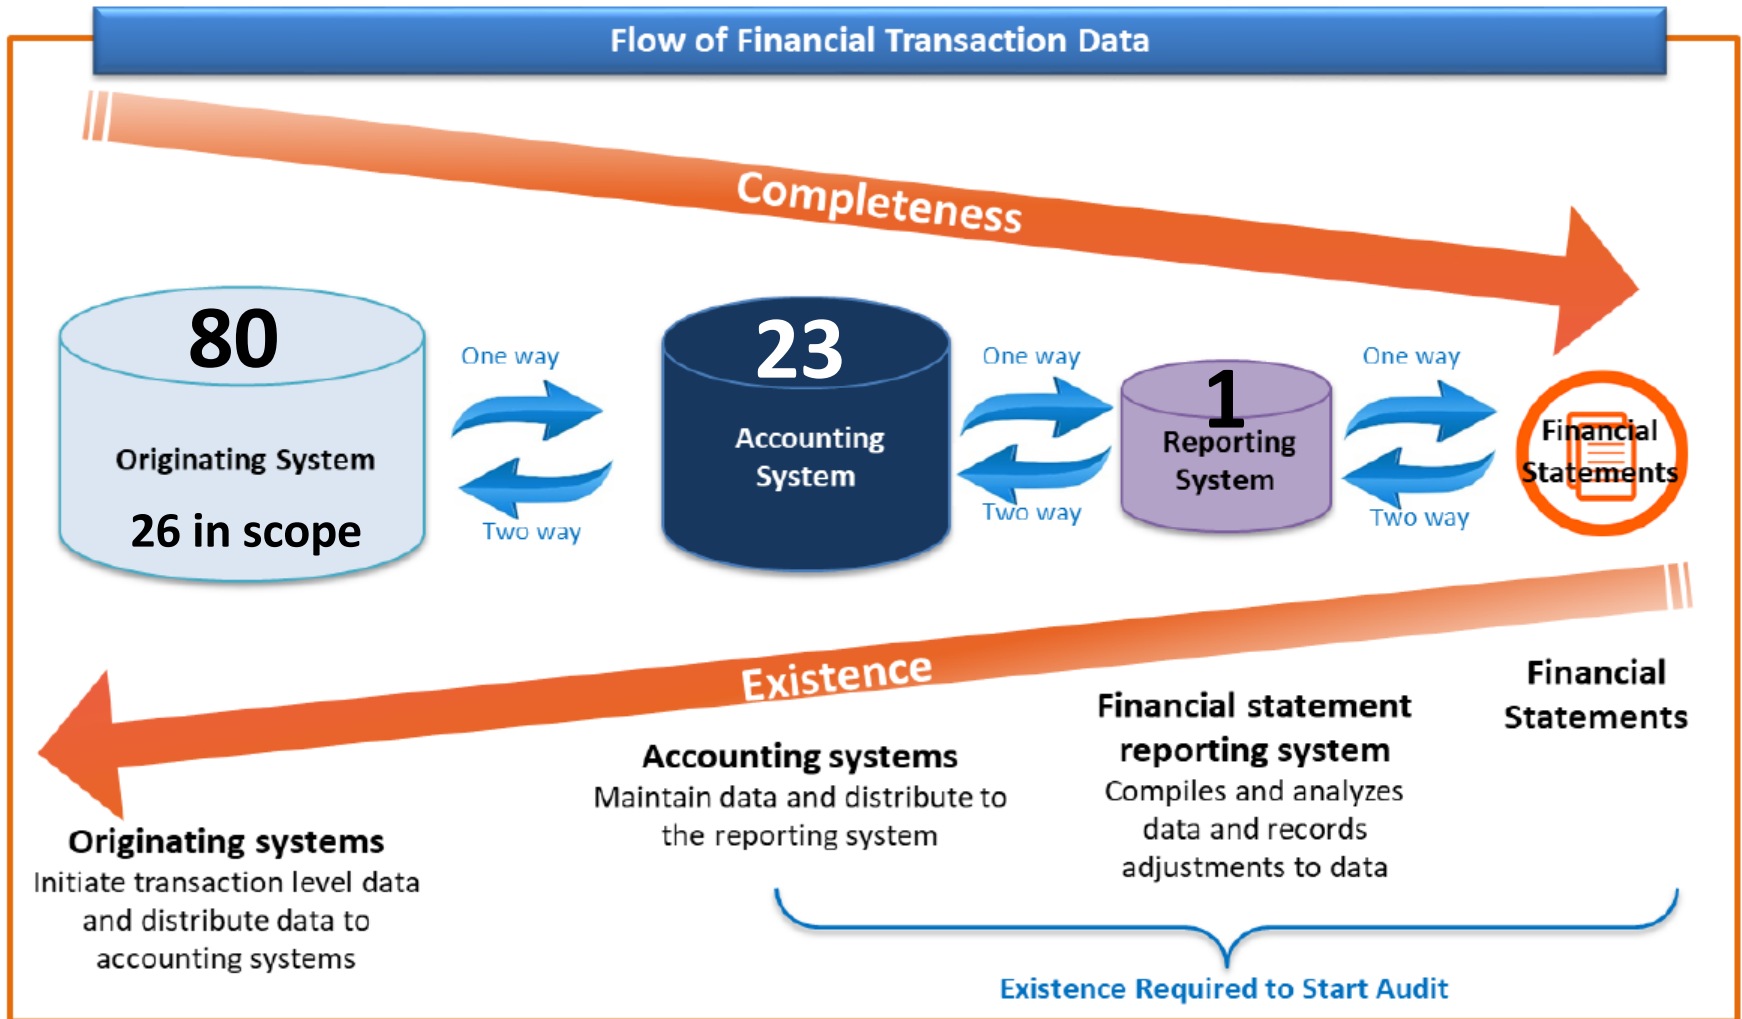 Flow of Financial Transaction Data
Completeness
80
Originating System
26 in scope
One way
Two way
23
Accounting
System
One way
Two way
1
Reporting
System
One way
Two way
Financial
Statements
Existence
Originating systems
Initiate transaction level data
and distribute data to
accounting systems
Accounting systems
Maintain data and distribute to
the reporting system
Financial statement
reporting system
Compiles and analyzes
data and records
adjustments to data
Financial
Statements
Existence Required to Start Audit